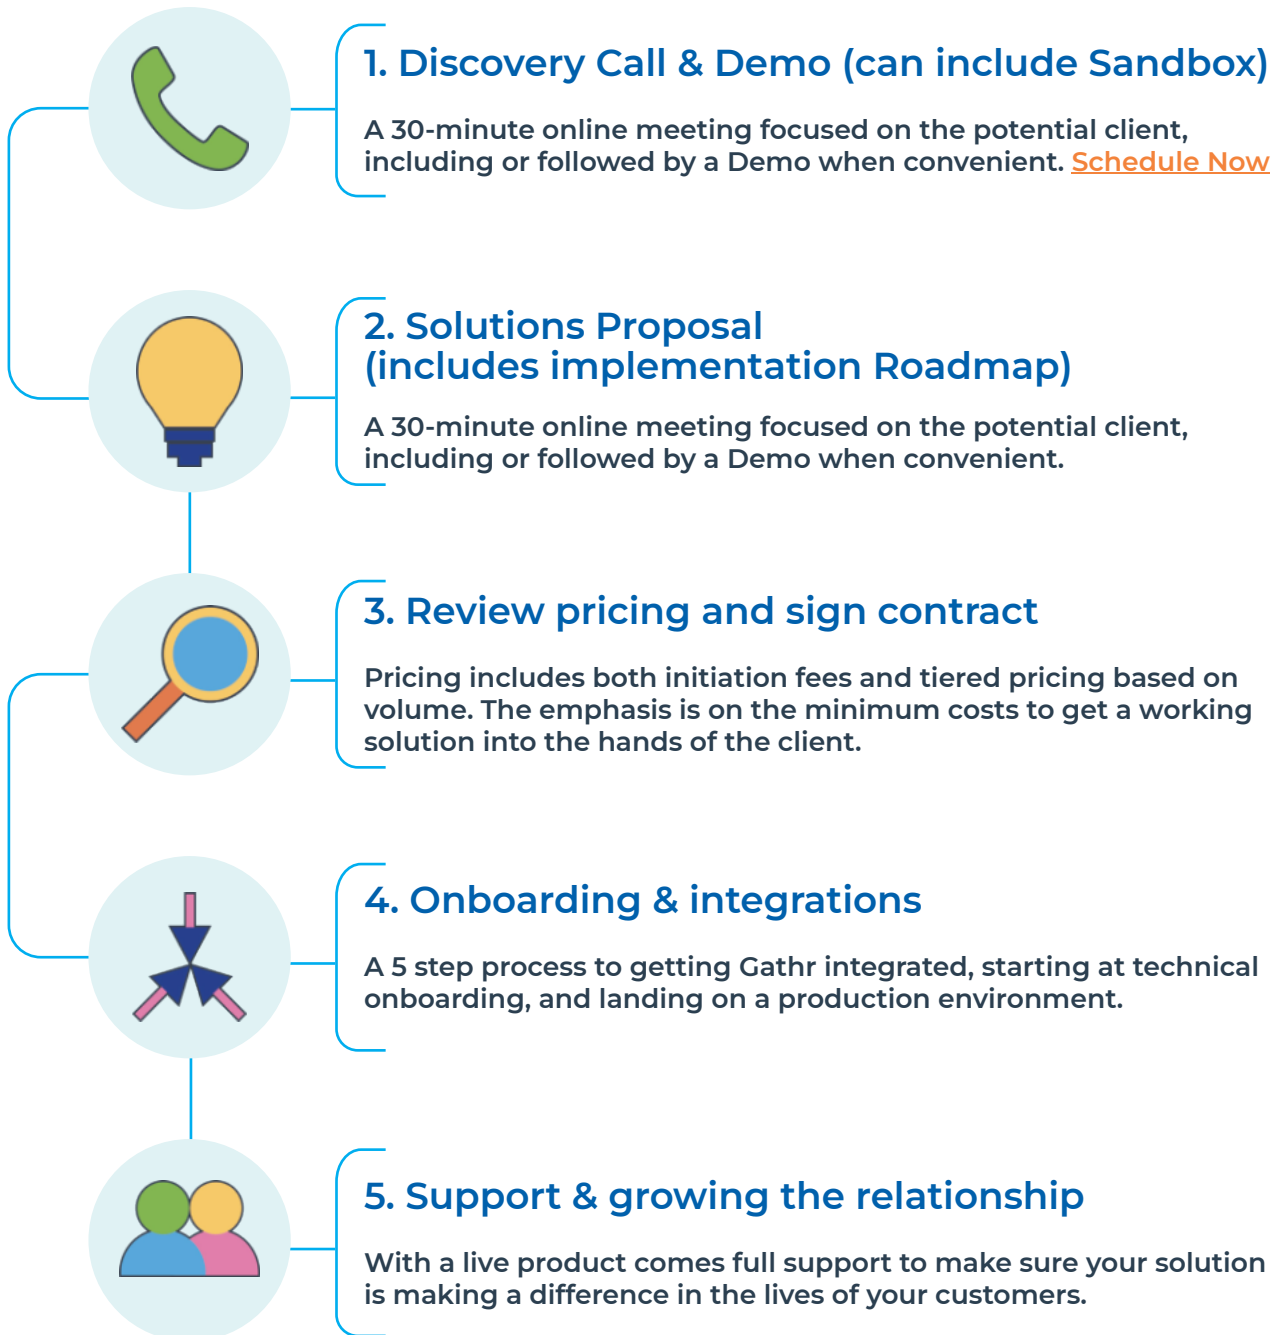 1. Discovery Call & Demo (can include Sandbox)
A 30-minute online meeting focused on the potential client,
including or followed by a Demo when convenient. Schedule Now
2. Solutions Proposal
(includes implementation Roadmap)
A 30-minute online meeting focused on the potential client,
including or followed by a Demo when convenient.
3. Review pricing and sign contract
Pricing includes both initiation fees and tiered pricing based on
volume. The emphasis is on the minimum costs to get a working
solution into the hands of the client.
4. Onboarding & integrations
A 5 step process to getting Gathr integrated, starting at technical
onboarding, and landing on a production environment.
5. Support & growing the relationship
With a live product comes full support to make sure your solution
is making a difference in the lives of your customers.